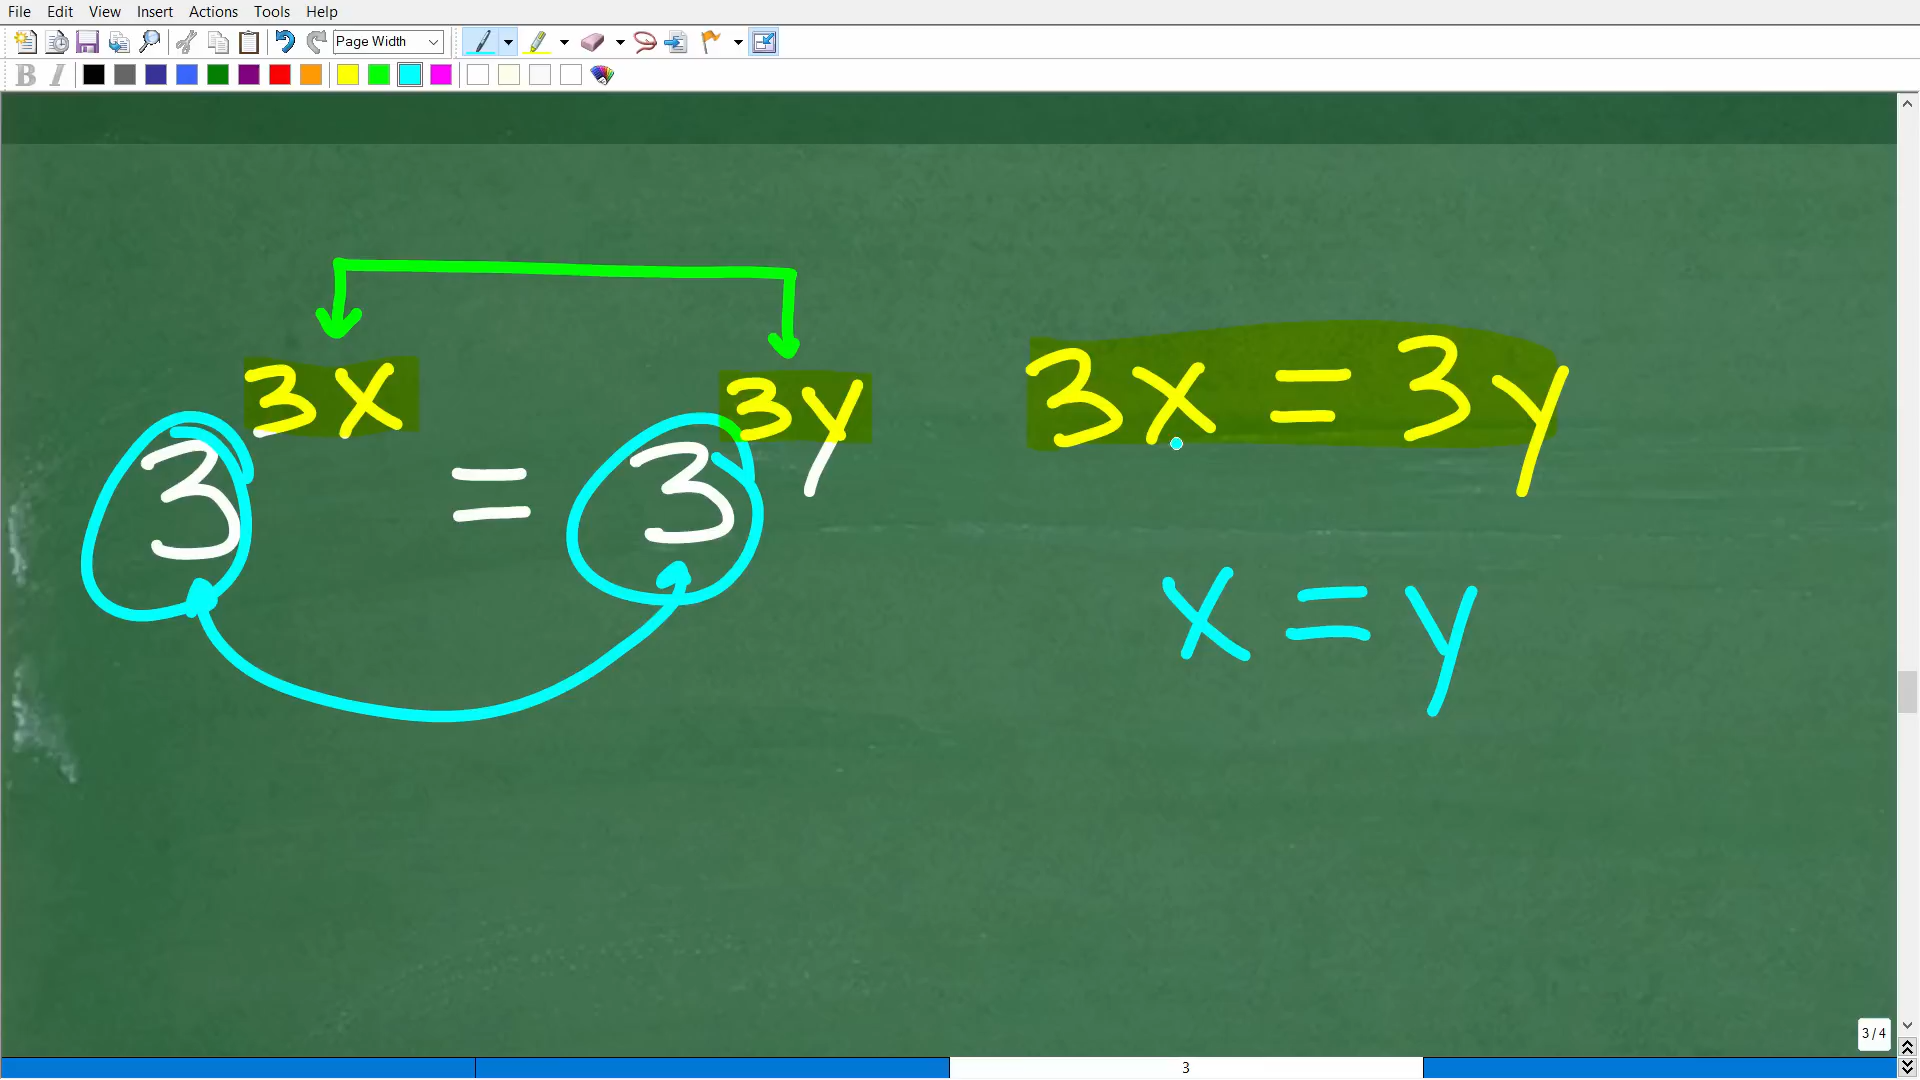 File Edit View Insert Actions Tools Help
Page Width
B I
3^{3x} = 3^{3y}
3x = 3y
x = y
3 / 4
3